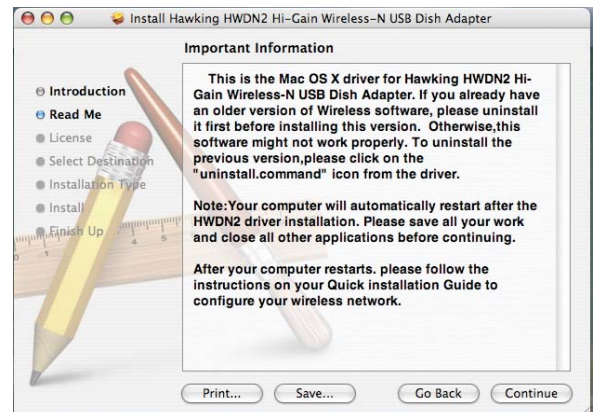 Install Hawking HWDN2 Hi-Gain Wireless-N USB Dish Adapter
Important Information
Introduction
Read Me
License
Select Destination
Installation Type
Install
Finish Up
This is the Mac OS X driver for Hawking HWDN2 Hi-
Gain Wireless-N USB Dish Adapter. If you already have
an older version of Wireless software, please uninstall
it first before installing this version.  Otherwise,this
software might not work properly. To uninstall the
previous version,please click on the
"uninstall.command" icon from the driver.
Note:Your computer will automatically restart after the
HWDN2 driver installation. Please save all your work
and close all other applications before continuing.
After your computer restarts. please follow the
instructions on your Quick installation Guide to
configure your wireless network.
Print... Save... Go Back Continue